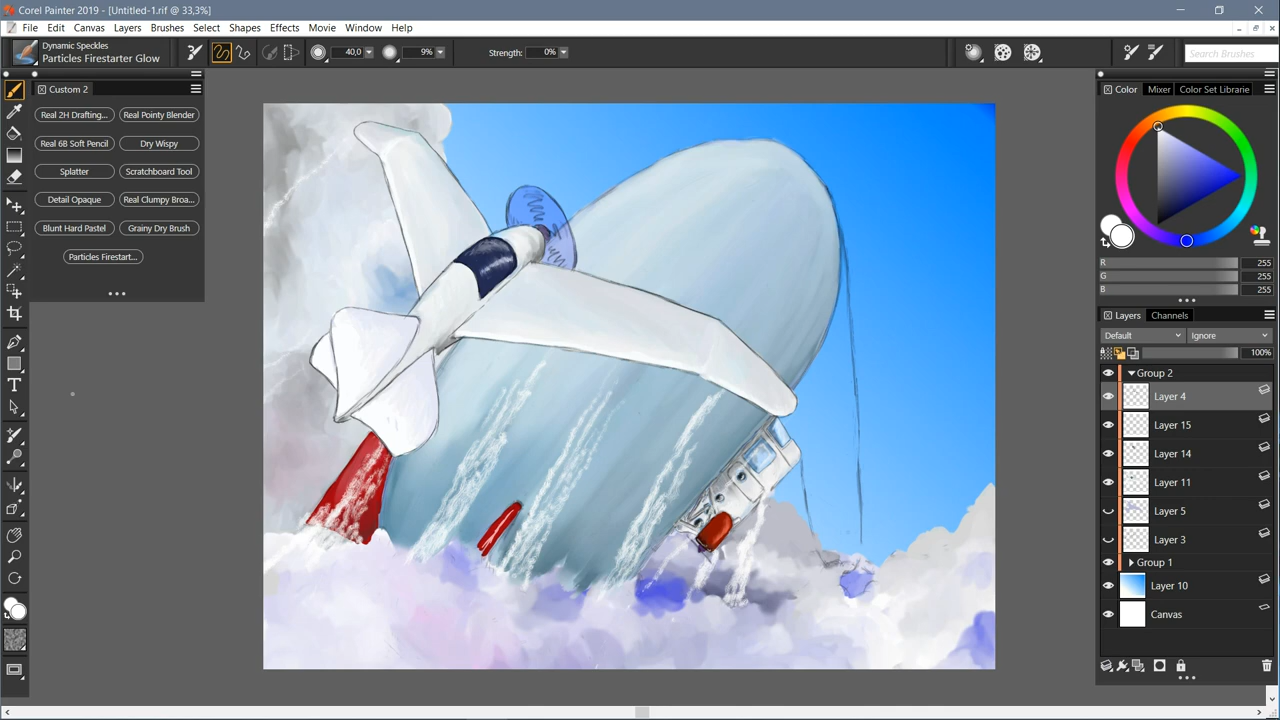 Corel Painter 2019 - [Untitled-1.rif @ 33,3%]
File Edit Canvas Layers Brushes Select Shapes Effects Movie Window Help
Dynamic Speckles
Particles Firestarter Glow
40,0
9%
Strength: 0%
Search Brushes
Custom 2
Real 2H Drafting... Real Pointy Blender
Real 6B Soft Pencil Dry Wispy
Splatter Scratchboard Tool
Detail Opaque Real Clumpy Broa...
Blunt Hard Pastel Grainy Dry Brush
Particles Firestart...
Color Mixer Color Set Librarie
R 255
G 255
B 255
Layers Channels
Default Ignore
100%
Group 2
Layer 4
Layer 15
Layer 14
Layer 11
Layer 5
Layer 3
Group 1
Layer 10
Canvas